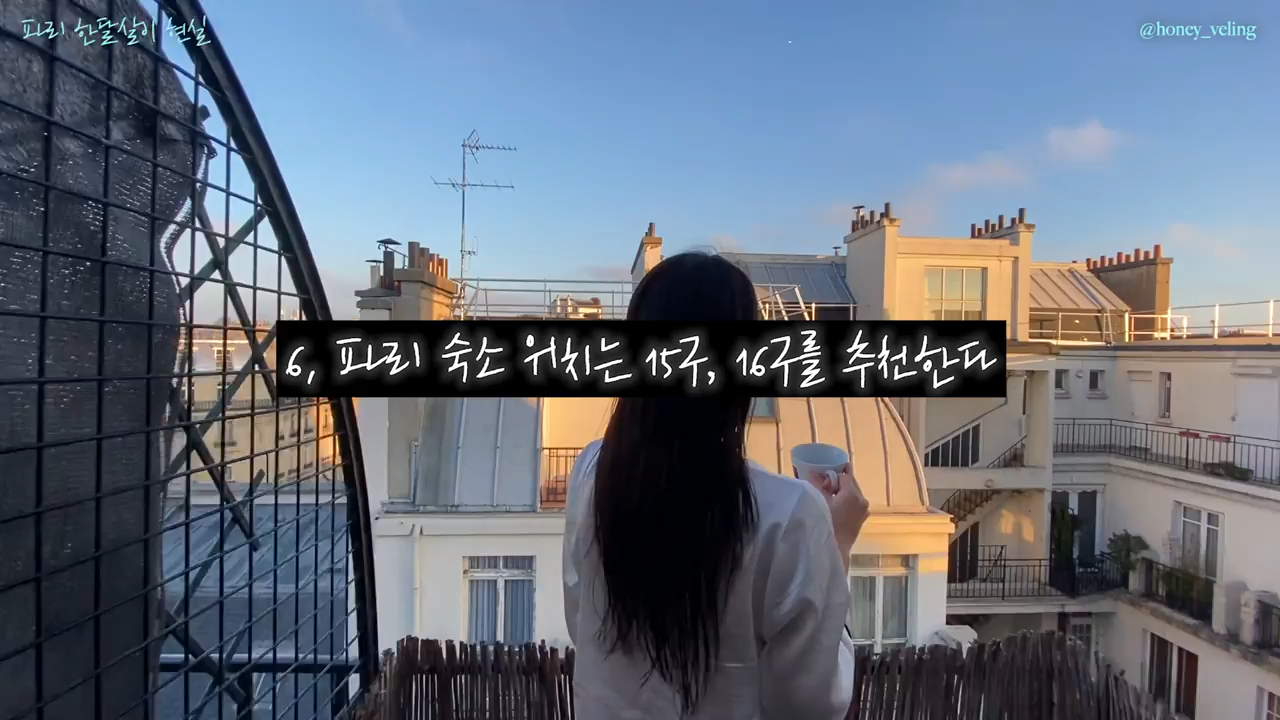 파리 한달살이 현실
@honey_veling
6, 파리 숙소 위치는 15구, 16구를 추천한다